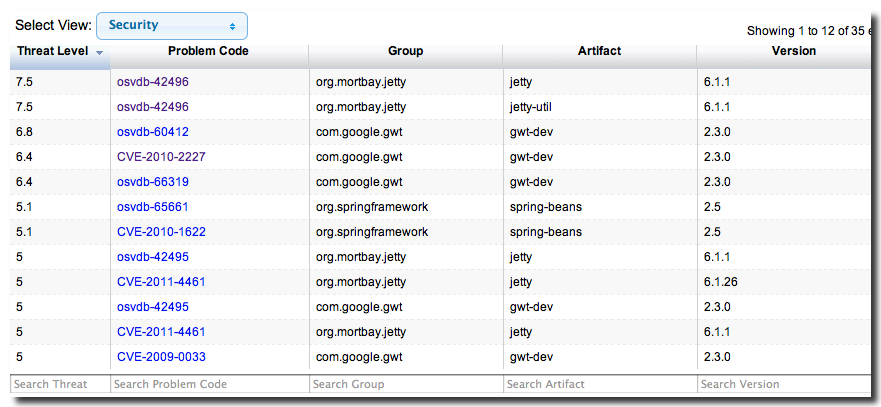 Select View: Security
Showing 1 to 12 of 35
Threat Level Problem Code Group Artifact Version
7.5 osvdb-42496 org.mortbay.jetty jetty 6.1.1
7.5 osvdb-42496 org.mortbay.jetty jetty-util 6.1.1
6.8 osvdb-60412 com.google.gwt gwt-dev 2.3.0
6.4 CVE-2010-2227 com.google.gwt gwt-dev 2.3.0
6.4 osvdb-66319 com.google.gwt gwt-dev 2.3.0
5.1 osvdb-65661 org.springframework spring-beans 2.5
5.1 CVE-2010-1622 org.springframework spring-beans 2.5
5 osvdb-42495 org.mortbay.jetty jetty 6.1.1
5 CVE-2011-4461 org.mortbay.jetty jetty 6.1.26
5 osvdb-42495 com.google.gwt gwt-dev 2.3.0
5 CVE-2011-4461 org.mortbay.jetty jetty 6.1.1
5 CVE-2009-0033 com.google.gwt gwt-dev 2.3.0
Search Threat Search Problem Code Search Group Search Artifact Search Version